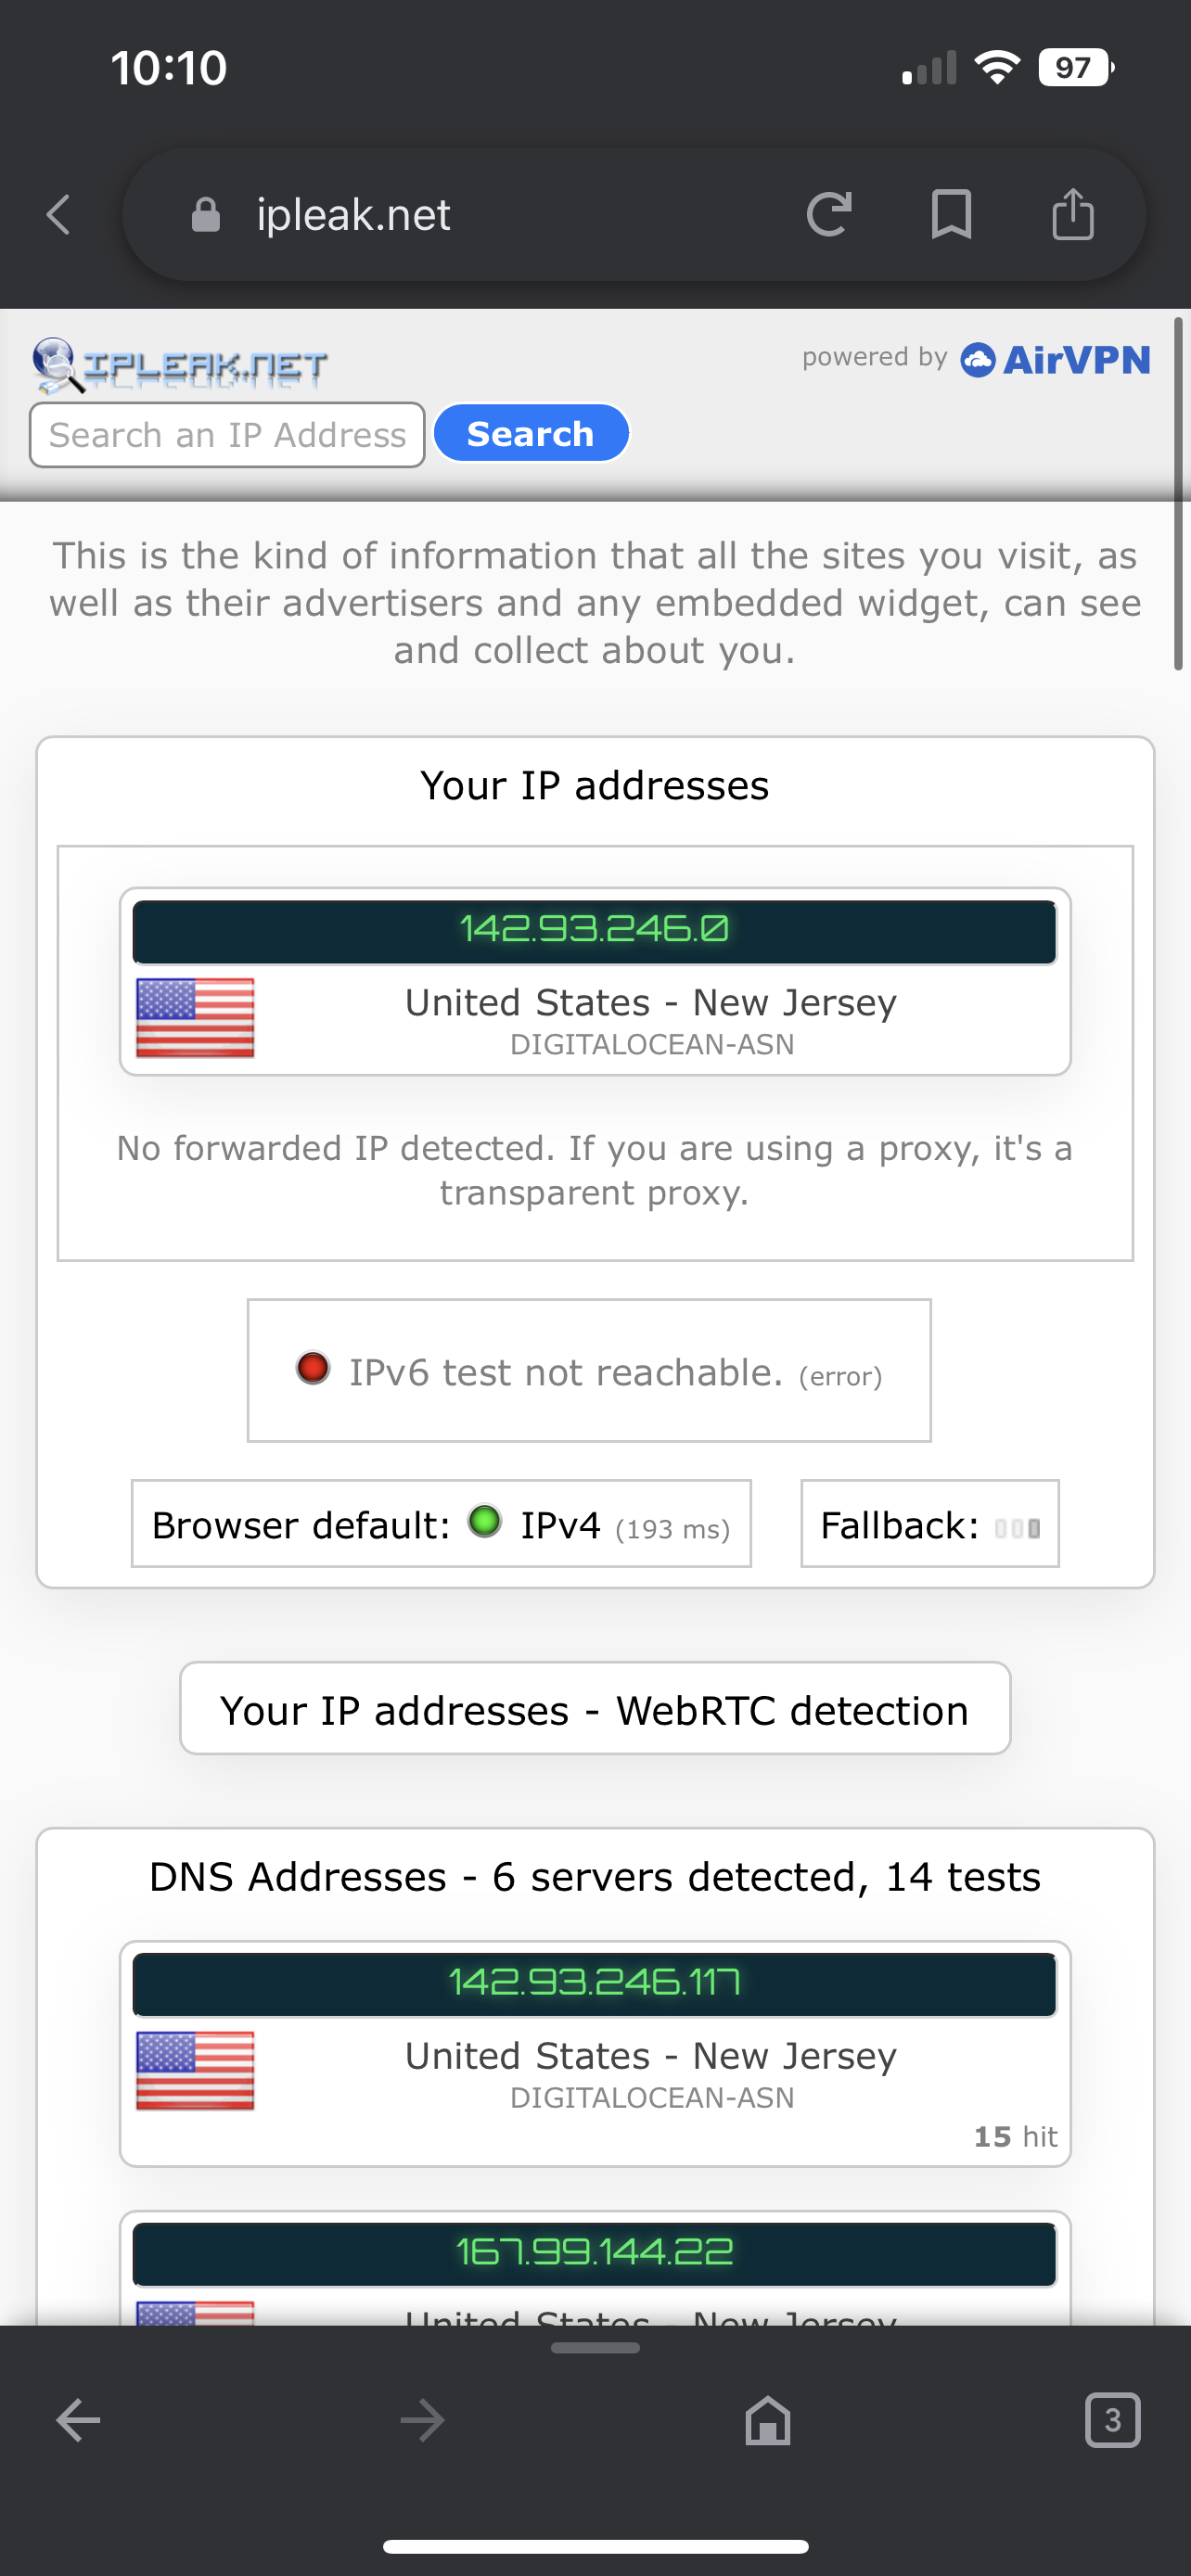 10:10
97
ipleak.net
IPLEAK.NET
powered by AirVPN
Search an IP Address
Search
This is the kind of information that all the sites you visit, as
well as their advertisers and any embedded widget, can see
and collect about you.
Your IP addresses
142.93.246.0
United States - New Jersey
DIGITALOCEAN-ASN
No forwarded IP detected. If you are using a proxy, it's a
transparent proxy.
IPv6 test not reachable. (error)
Browser default: IPv4 (193 ms)
Fallback:
Your IP addresses - WebRTC detection
DNS Addresses - 6 servers detected, 14 tests
142.93.246.117
United States - New Jersey
DIGITALOCEAN-ASN
15 hit
167.99.144.22
United States - New Jersey
3